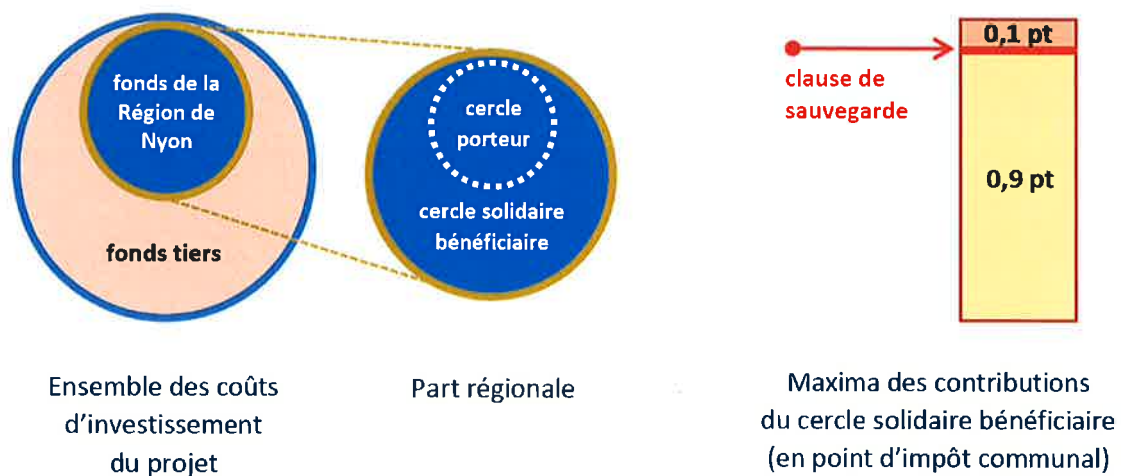 fonds de la
Région de
Nyon
fonds tiers
Ensemble des coûts
d'investissement
du projet
cercle
porteur
cercle solidaire
bénéficiaire
Part régionale
clause de
sauvegarde
0,1 pt
0,9 pt
Maxima des contributions
du cercle solidaire bénéficiaire
(en point d'impôt communal)